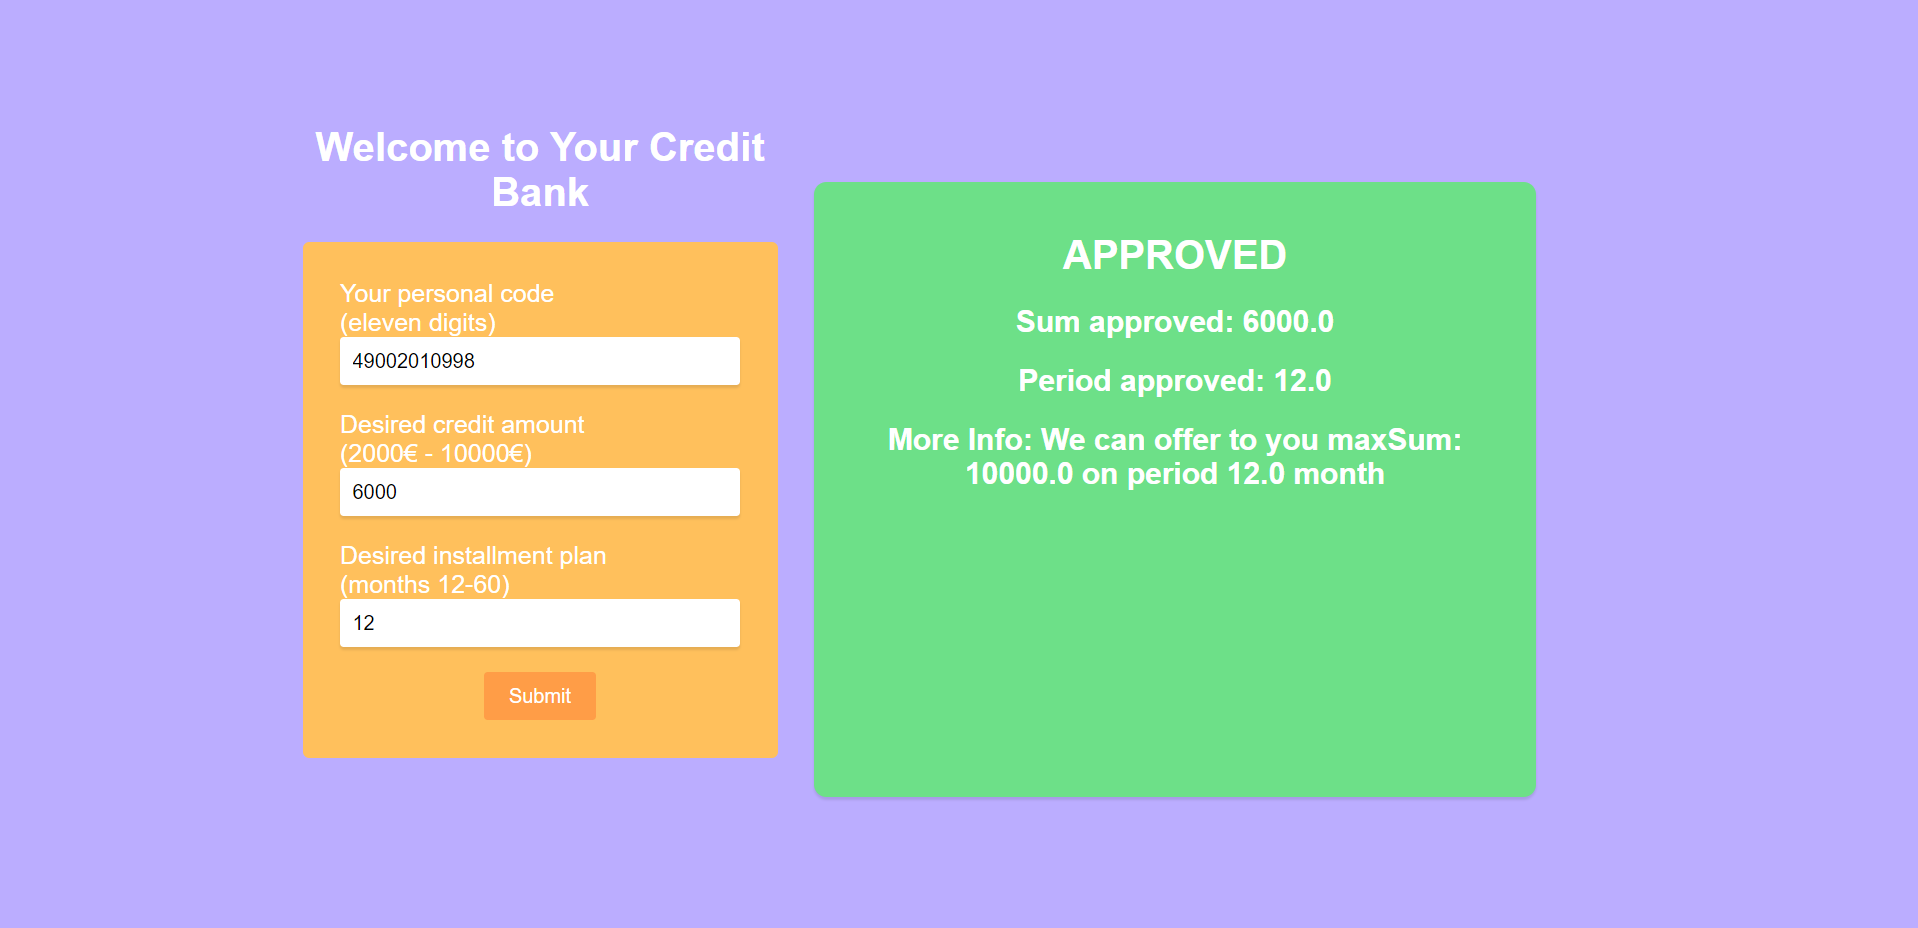 Welcome to Your Credit
Bank
Your personal code
(eleven digits)
49002010998
Desired credit amount
(2000€ - 10000€)
6000
Desired installment plan
(months 12-60)
12
Submit
APPROVED
Sum approved: 6000.0
Period approved: 12.0
More Info: We can offer to you maxSum:
10000.0 on period 12.0 month